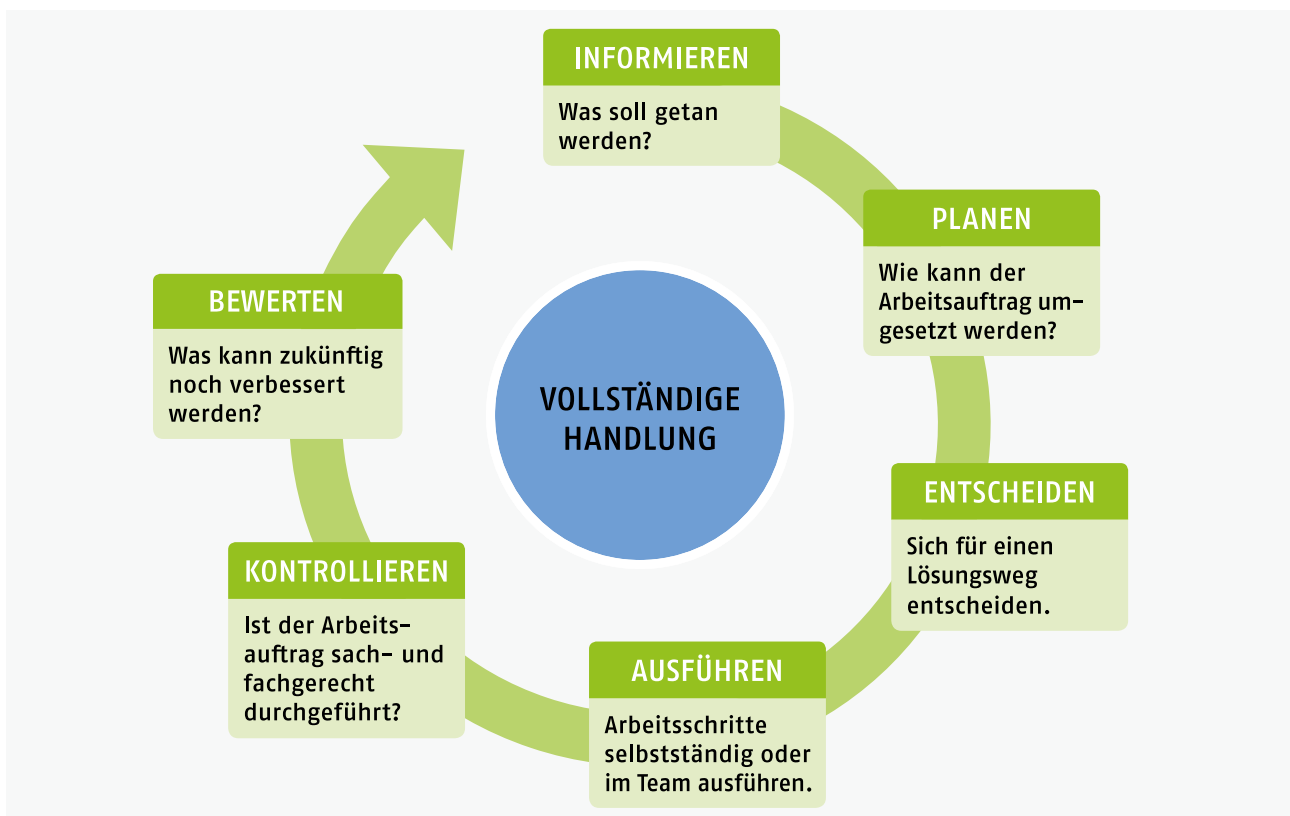 INFORMIEREN
Was soll getan
werden?
PLANEN
Wie kann der
Arbeitsauftrag um-
gesetzt werden?
ENTSCHEIDEN
Sich für einen
Lösungsweg
entscheiden.
AUSFÜHREN
Arbeitsschritte
selbstständig oder
im Team ausführen.
KONTROLLIEREN
Ist der Arbeits-
auftrag sach- und
fachgerecht
durchgeführt?
BEWERTEN
Was kann zukünftig
noch verbessert
werden?
VOLLSTÄNDIGE
HANDLUNG